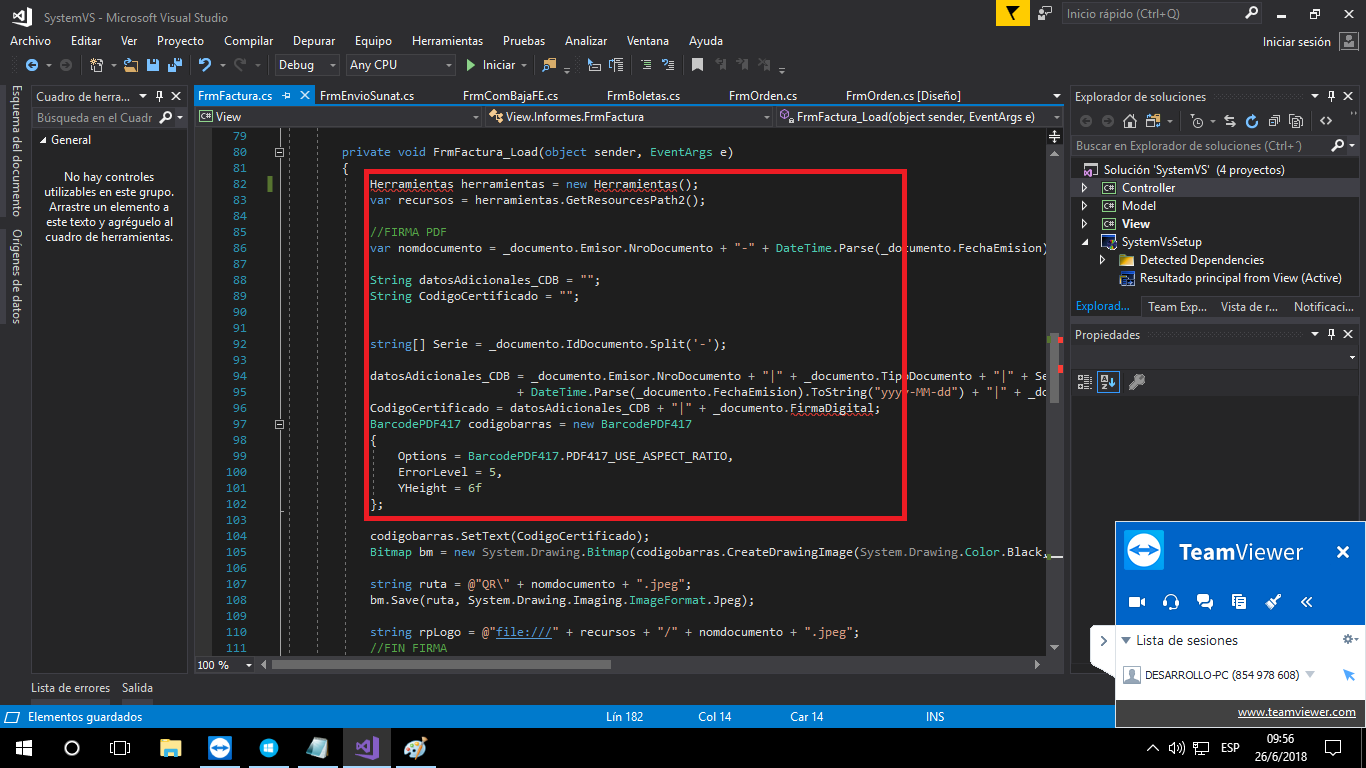 SystemVS - Microsoft Visual Studio
Inicio rápido (Ctrl+Q)
Archivo Editar Ver Proyecto Compilar Depurar Equipo Herramientas Pruebas Analizar Ventana Ayuda
Iniciar sesión
Debug Any CPU Iniciar
Esquema del documento
Orígenes de datos
Cuadro de herra...
Búsqueda en el Cuadr
General
No hay controles
utilizables en este grupo.
Arrastre un elemento a
este texto y agréguelo al
cuadro de herramientas.
FrmFactura.cs FrmEnvioSunat.cs FrmComBajaFE.cs FrmBoletas.cs FrmOrden.cs FrmOrden.cs [Diseño]
View View.Informes.FrmFactura FrmFactura_Load(object sender, EventArgs e)
79
80 private void FrmFactura_Load(object sender, EventArgs e)
81 {
82 Herramientas herramientas = new Herramientas();
83 var recursos = herramientas.GetResourcesPath2();
84
85 //FIRMA PDF
86 var nomdocumento = _documento.Emisor.NroDocumento + "-" + DateTime.Parse(_documento.FechaEmision)
87
88 String datosAdicionales_CDB = "";
89 String CodigoCertificado = "";
90
91
92 string[] Serie = _documento.IdDocumento.Split('-');
93
94 datosAdicionales_CDB = _documento.Emisor.NroDocumento + "|" + _documento.TipoDocumento + "|" + Se
95 + DateTime.Parse(_documento.FechaEmision).ToString("yyyy-MM-dd") + "|" + _do
96 CodigoCertificado = datosAdicionales_CDB + "|" + _documento.FirmaDigital;
97 BarcodePDF417 codigobarras = new BarcodePDF417
98 {
99 Options = BarcodePDF417.PDF417_USE_ASPECT_RATIO,
100 ErrorLevel = 5,
101 YHeight = 6f
102 };
103
104 codigobarras.SetText(CodigoCertificado);
105 Bitmap bm = new System.Drawing.Bitmap(codigobarras.CreateDrawingImage(System.Drawing.Color.Black,
106
107 string ruta = @"QR\" + nomdocumento + ".jpeg";
108 bm.Save(ruta, System.Drawing.Imaging.ImageFormat.Jpeg);
109
110 string rpLogo = @"file:///" + recursos + "/" + nomdocumento + ".jpeg";
111 //FIN FIRMA
100 %
Explorador de soluciones
Buscar en Explorador de soluciones (Ctrl+´)
Solución 'SystemVS' (4 proyectos)
Controller
Model
View
SystemVsSetup
Detected Dependencies
Resultado principal from View (Active)
Explorad... Team Exp... Vista de r... Notificaci...
Propiedades
TeamViewer
Lista de sesiones
DESARROLLO-PC (854 978 608)
www.teamviewer.com
Lista de errores Salida
Elementos guardados Lín 182 Col 14 Car 14 INS
ESP
09:56
26/6/2018